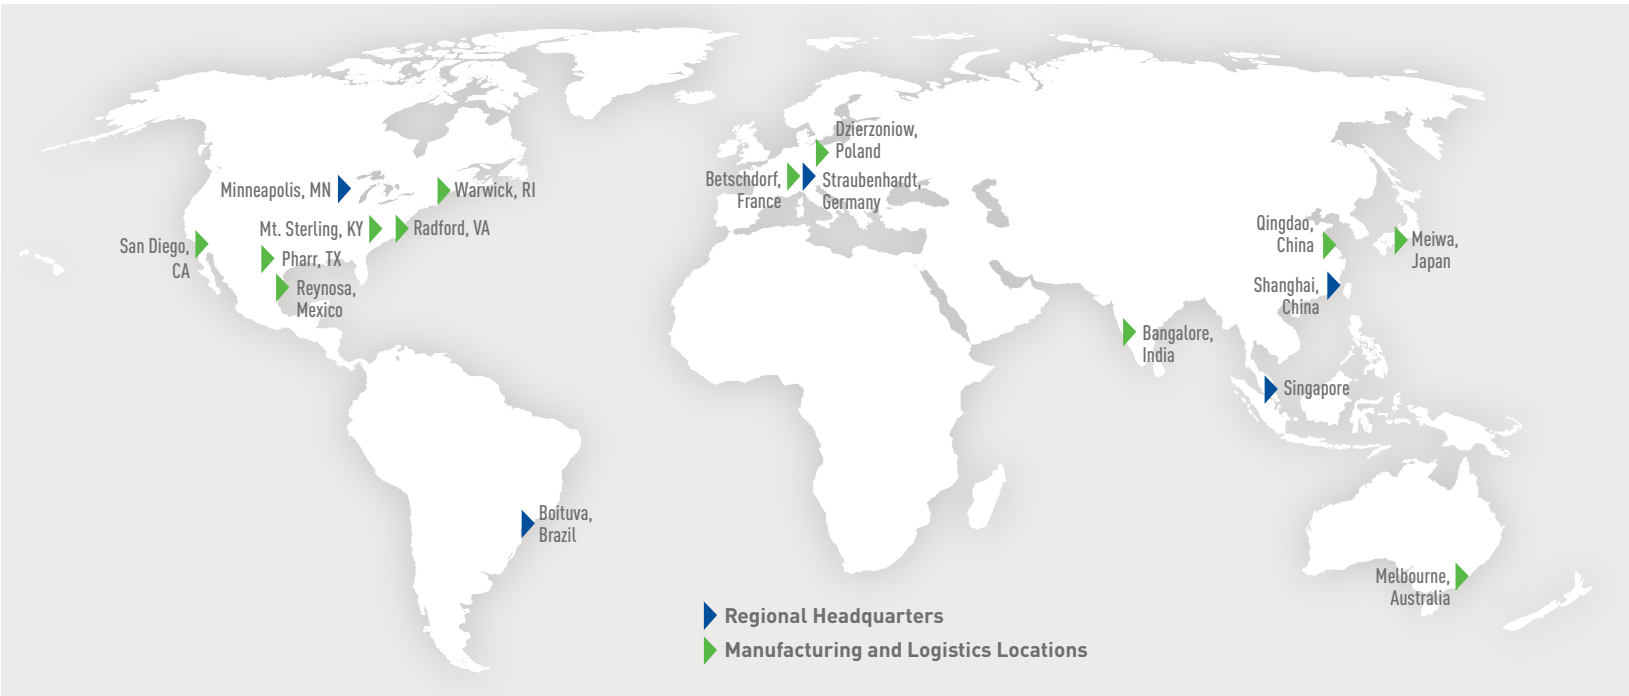 Dzierzoniow,
Poland
Minneapolis, MN
Warwick, RI
Betschdorf,
France
Straubenhardt,
Germany
Mt. Sterling, KY
Radford, VA
San Diego,
CA
Pharr, TX
Reynosa,
Mexico
Qingdao,
China
Meiwa,
Japan
Shanghai,
China
Bangalore,
India
Singapore
Boituva,
Brazil
Melbourne,
Australia
Regional Headquarters
Manufacturing and Logistics Locations